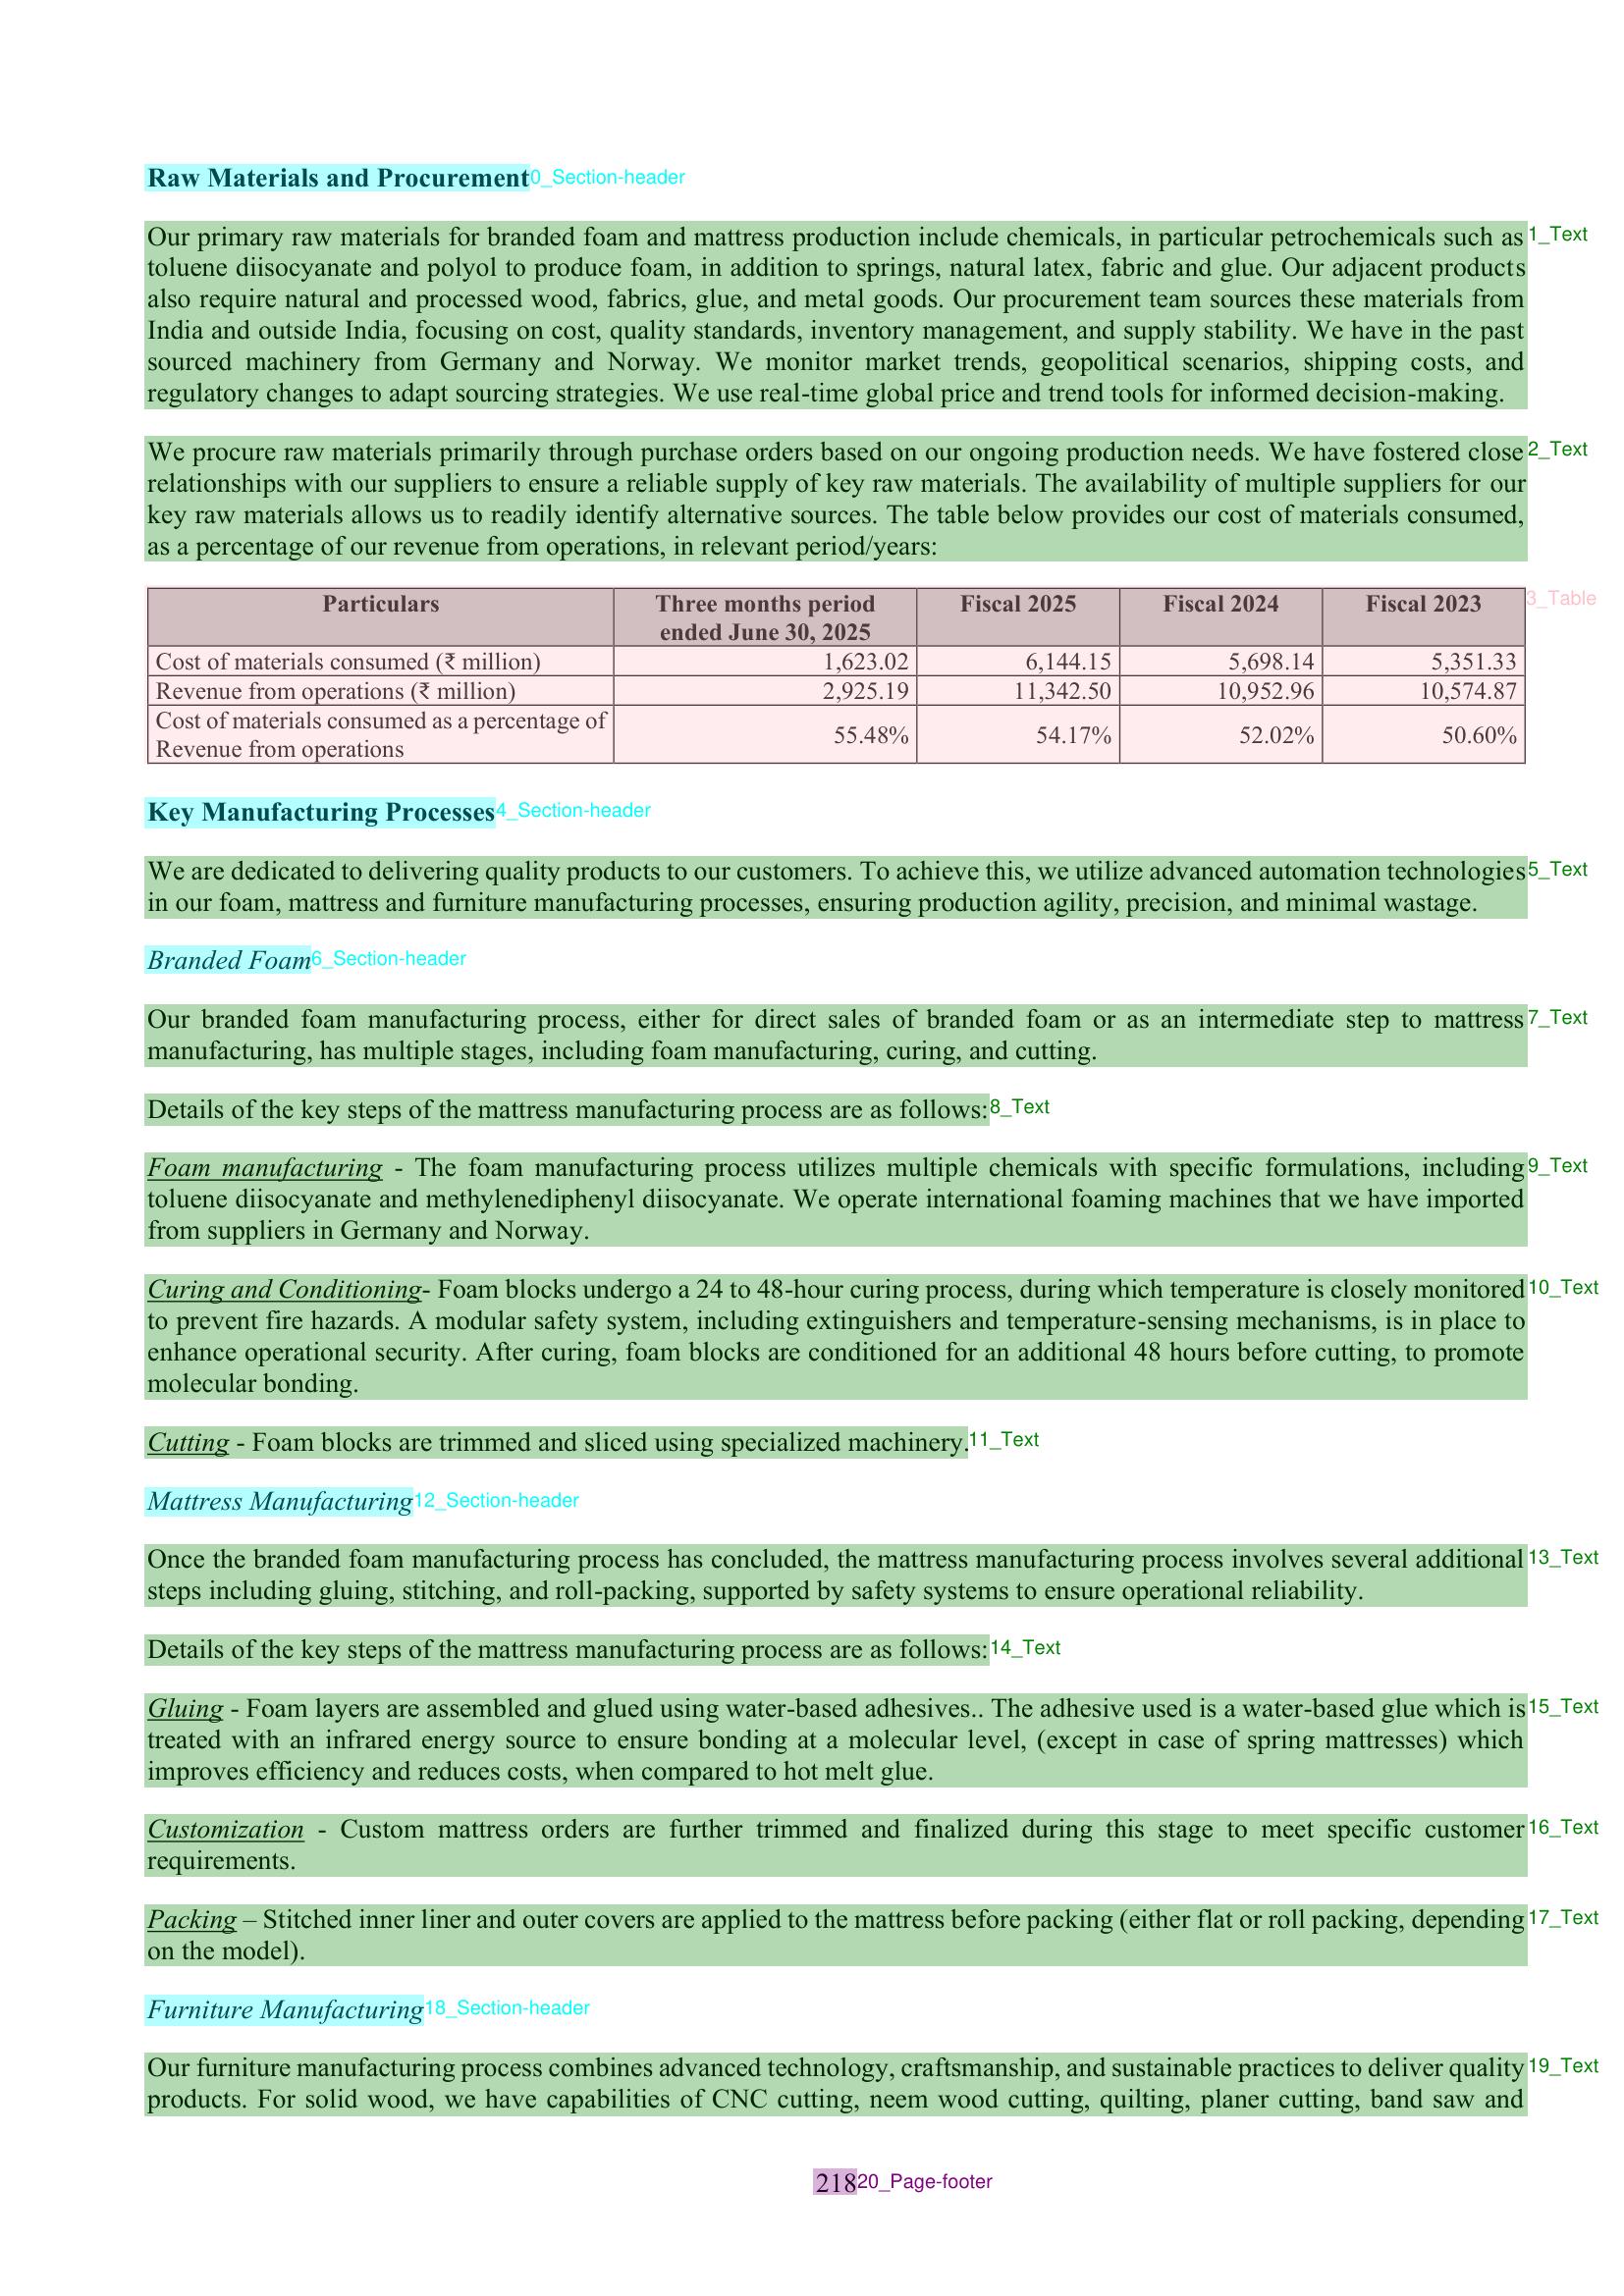 Raw Materials and Procurement 0_Section-header
Our primary raw materials for branded foam and mattress production include chemicals, in particular petrochemicals such as 1_Text
toluene diisocyanate and polyol to produce foam, in addition to springs, natural latex, fabric and glue. Our adjacent products
also require natural and processed wood, fabrics, glue, and metal goods. Our procurement team sources these materials from
India and outside India, focusing on cost, quality standards, inventory management, and supply stability. We have in the past
sourced machinery from Germany and Norway. We monitor market trends, geopolitical scenarios, shipping costs, and
regulatory changes to adapt sourcing strategies. We use real-time global price and trend tools for informed decision-making.
We procure raw materials primarily through purchase orders based on our ongoing production needs. We have fostered close 2_Text
relationships with our suppliers to ensure a reliable supply of key raw materials. The availability of multiple suppliers for our
key raw materials allows us to readily identify alternative sources. The table below provides our cost of materials consumed,
as a percentage of our revenue from operations, in relevant period/years:
Particulars Three months period Fiscal 2025 Fiscal 2024 Fiscal 2023 3_Table
ended June 30, 2025
Cost of materials consumed (₹ million) 1,623.02 6,144.15 5,698.14 5,351.33
Revenue from operations (₹ million) 2,925.19 11,342.50 10,952.96 10,574.87
Cost of materials consumed as a percentage of
Revenue from operations 55.48% 54.17% 52.02% 50.60%
Key Manufacturing Processes 4_Section-header
We are dedicated to delivering quality products to our customers. To achieve this, we utilize advanced automation technologies 5_Text
in our foam, mattress and furniture manufacturing processes, ensuring production agility, precision, and minimal wastage.
Branded Foam 6_Section-header
Our branded foam manufacturing process, either for direct sales of branded foam or as an intermediate step to mattress 7_Text
manufacturing, has multiple stages, including foam manufacturing, curing, and cutting.
Details of the key steps of the mattress manufacturing process are as follows: 8_Text
Foam manufacturing - The foam manufacturing process utilizes multiple chemicals with specific formulations, including 9_Text
toluene diisocyanate and methylenediphenyl diisocyanate. We operate international foaming machines that we have imported
from suppliers in Germany and Norway.
Curing and Conditioning- Foam blocks undergo a 24 to 48-hour curing process, during which temperature is closely monitored 10_Text
to prevent fire hazards. A modular safety system, including extinguishers and temperature-sensing mechanisms, is in place to
enhance operational security. After curing, foam blocks are conditioned for an additional 48 hours before cutting, to promote
molecular bonding.
Cutting - Foam blocks are trimmed and sliced using specialized machinery. 11_Text
Mattress Manufacturing 12_Section-header
Once the branded foam manufacturing process has concluded, the mattress manufacturing process involves several additional 13_Text
steps including gluing, stitching, and roll-packing, supported by safety systems to ensure operational reliability.
Details of the key steps of the mattress manufacturing process are as follows: 14_Text
Gluing - Foam layers are assembled and glued using water-based adhesives.. The adhesive used is a water-based glue which is 15_Text
treated with an infrared energy source to ensure bonding at a molecular level, (except in case of spring mattresses) which
improves efficiency and reduces costs, when compared to hot melt glue.
Customization - Custom mattress orders are further trimmed and finalized during this stage to meet specific customer 16_Text
requirements.
Packing – Stitched inner liner and outer covers are applied to the mattress before packing (either flat or roll packing, depending 17_Text
on the model).
Furniture Manufacturing 18_Section-header
Our furniture manufacturing process combines advanced technology, craftsmanship, and sustainable practices to deliver quality 19_Text
products. For solid wood, we have capabilities of CNC cutting, neem wood cutting, quilting, planer cutting, band saw and
218 20_Page-footer